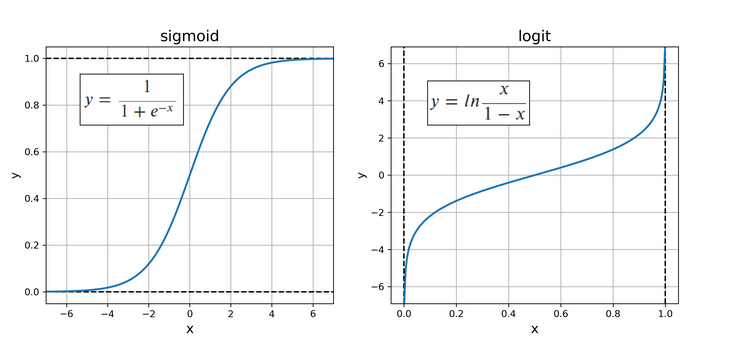 sigmoid
1.0
0.8
0.6
0.4
0.2
0.0
y
y = 1 / (1 + e^{−x})
−6 −4 −2 0 2 4 6
x
logit
6
4
2
0
−2
−4
−6
y
y = ln x / (1 − x)
0.0 0.2 0.4 0.6 0.8 1.0
x